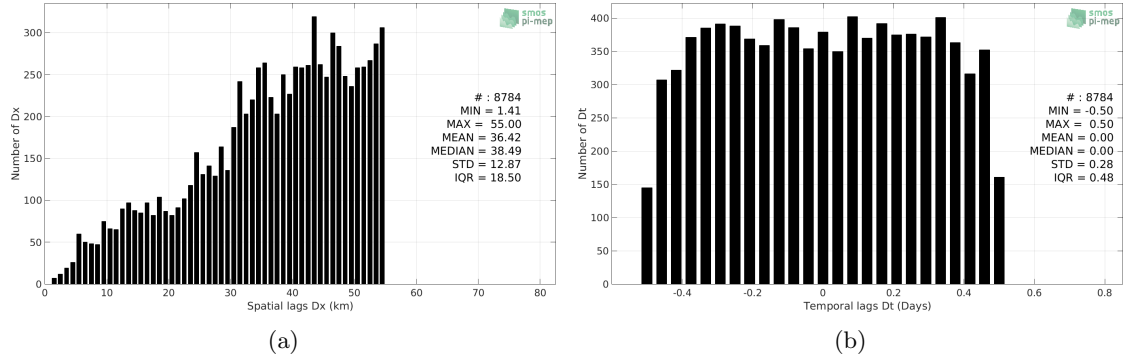 smos
pi-mep
300
250
200
150
100
50
0
Number of Dx
# : 8784
MIN = 1.41
MAX = 55.00
MEAN = 36.42
MEDIAN = 38.49
STD = 12.87
IQR = 18.50
0 10 20 30 40 50 60 70 80
Spatial lags Dx (km)
(a)
smos
pi-mep
400
350
300
250
200
150
100
50
0
Number of Dt
# : 8784
MIN = -0.50
MAX = 0.50
MEAN = 0.00
MEDIAN = 0.00
STD = 0.28
IQR = 0.48
-0.4 -0.2 0 0.2 0.4 0.6 0.8
Temporal lags Dt (Days)
(b)